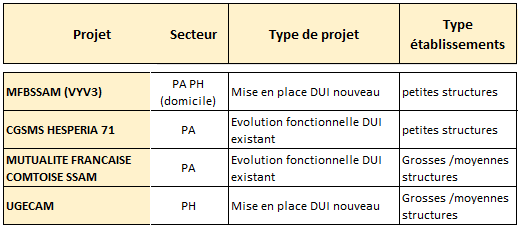 Projet Secteur Type de projet Type
établissements
MFBSSAM (VYV3) PA PH
(domicile) Mise en place DUI nouveau petites structures
CGSMS HESPERIA 71 PA Evolution fonctionnelle DUI
existant petites structures
MUTUALITE FRANCAISE
COMTOISE SSAM PA Evolution fonctionnelle DUI
existant Grosses /moyennes
structures
UGECAM PH Mise en place DUI nouveau Grosses /moyennes
structures